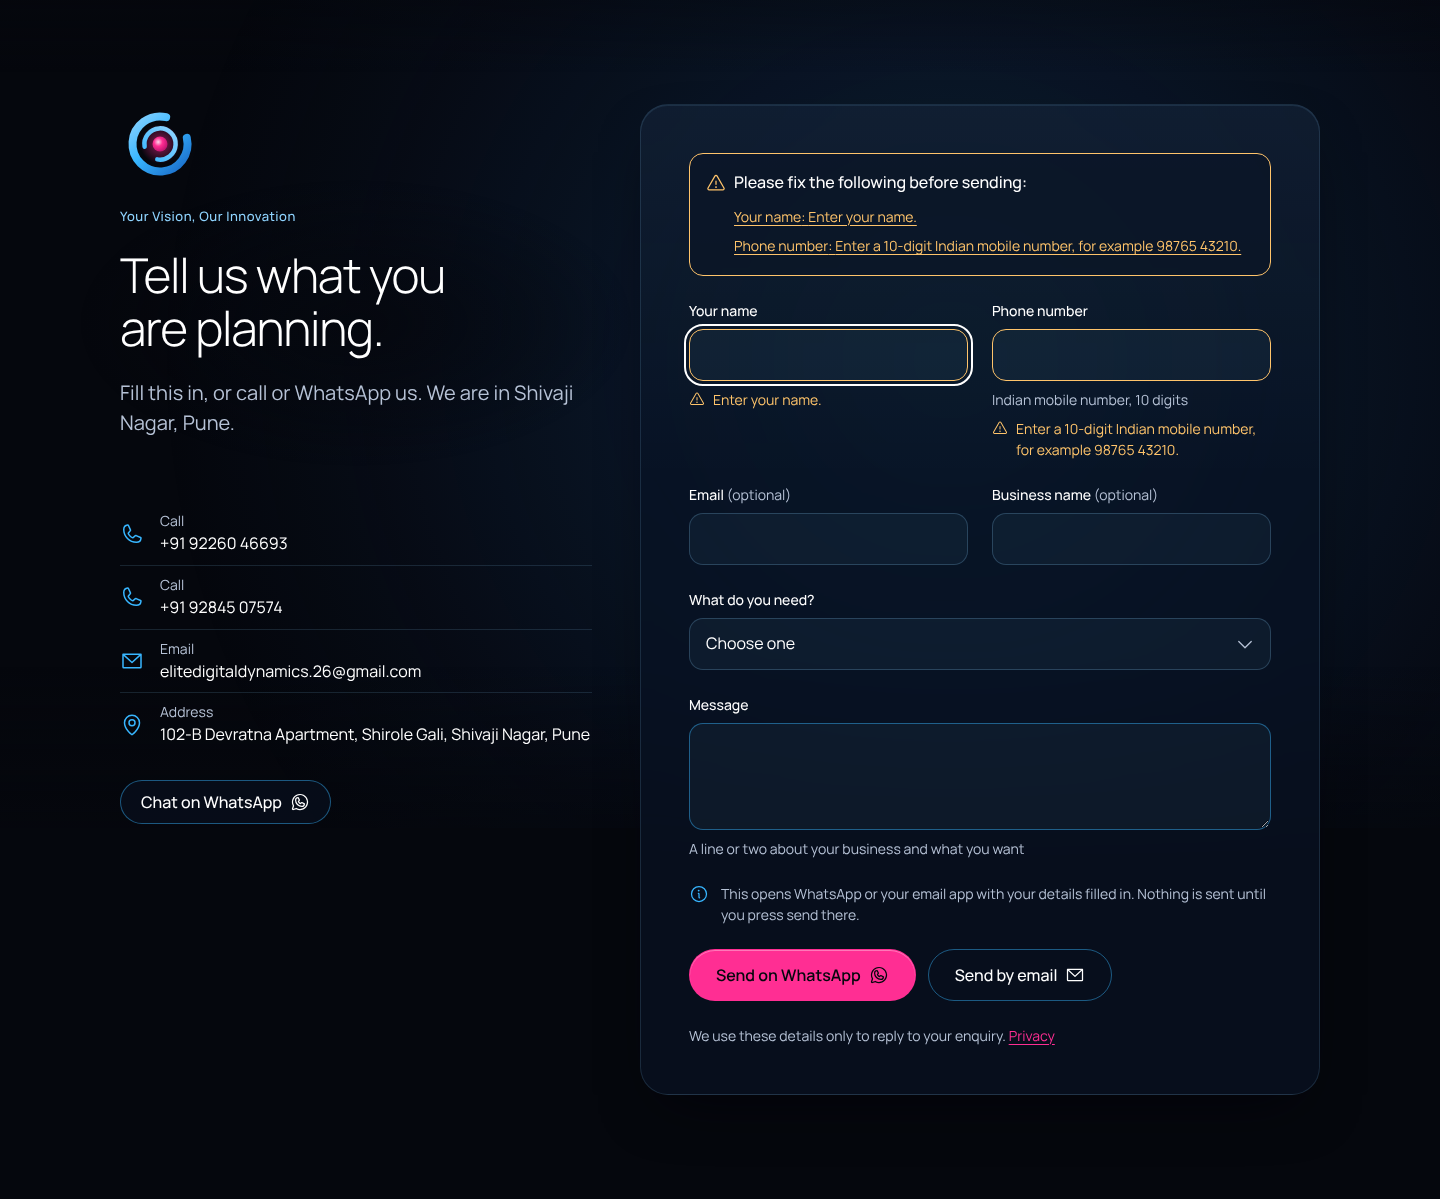 Your Vision, Our Innovation
Tell us what you
are planning.
Fill this in, or call or WhatsApp us. We are in Shivaji
Nagar, Pune.
Call
+91 92260 46693
Call
+91 92845 07574
Email
elitedigitaldynamics.26@gmail.com
Address
102-B Devratna Apartment, Shirole Gali, Shivaji Nagar, Pune
Chat on WhatsApp
Please fix the following before sending:
Your name: Enter your name.
Phone number: Enter a 10-digit Indian mobile number, for example 98765 43210.
Your name
Enter your name.
Phone number
Indian mobile number, 10 digits
Enter a 10-digit Indian mobile number,
for example 98765 43210.
Email (optional)
Business name (optional)
What do you need?
Choose one
Message
A line or two about your business and what you want
This opens WhatsApp or your email app with your details filled in. Nothing is sent until
you press send there.
Send on WhatsApp
Send by email
We use these details only to reply to your enquiry. Privacy